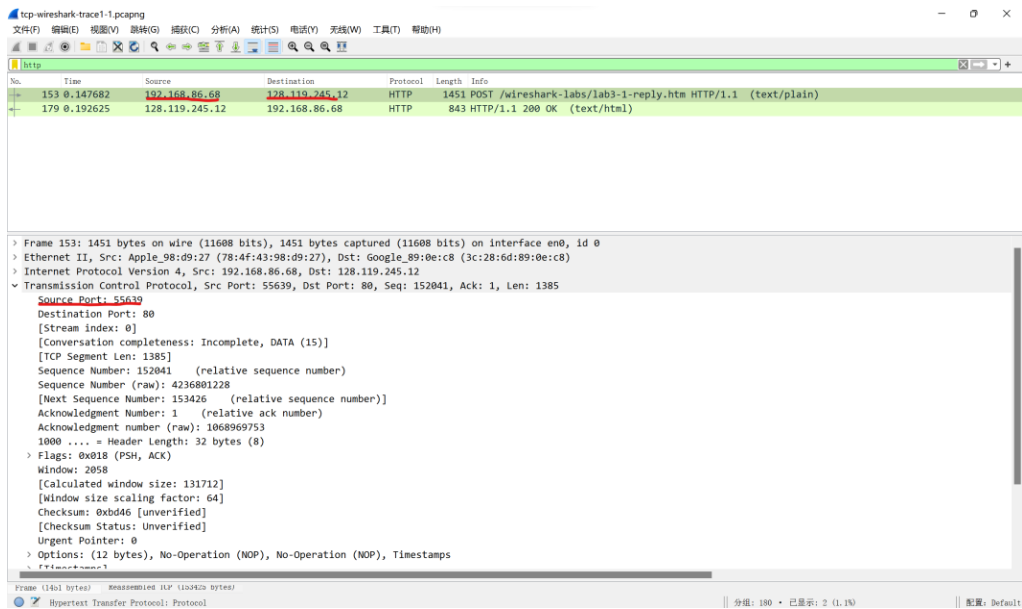 tcp-wireshark-trace1-1.pcapng
文件(F) 编辑(E) 视图(V) 跳转(G) 捕获(C) 分析(A) 统计(S) 电话(Y) 无线(W) 工具(T) 帮助(H)
http
No. Time Source Destination Protocol Length Info
153 0.147682 192.168.86.68 128.119.245.12 HTTP 1451 POST /wireshark-labs/lab3-1-reply.htm HTTP/1.1 (text/plain)
179 0.192625 128.119.245.12 192.168.86.68 HTTP 843 HTTP/1.1 200 OK (text/html)
Frame 153: 1451 bytes on wire (11608 bits), 1451 bytes captured (11608 bits) on interface en0, id 0
Ethernet II, Src: Apple_98:d9:27 (78:4f:43:98:d9:27), Dst: Google_89:0e:c8 (3c:28:6d:89:0e:c8)
Internet Protocol Version 4, Src: 192.168.86.68, Dst: 128.119.245.12
Transmission Control Protocol, Src Port: 55639, Dst Port: 80, Seq: 152041, Ack: 1, Len: 1385
Source Port: 55639
Destination Port: 80
[Stream index: 0]
[Conversation completeness: Incomplete, DATA (15)]
[TCP Segment Len: 1385]
Sequence Number: 152041 (relative sequence number)
Sequence Number (raw): 4236801228
[Next Sequence Number: 153426 (relative sequence number)]
Acknowledgment Number: 1 (relative ack number)
Acknowledgment number (raw): 1068969753
1000 .... = Header Length: 32 bytes (8)
Flags: 0x018 (PSH, ACK)
Window: 2058
[Calculated window size: 131712]
[Window size scaling factor: 64]
Checksum: 0xbd46 [unverified]
[Checksum Status: Unverified]
Urgent Pointer: 0
Options: (12 bytes), No-Operation (NOP), No-Operation (NOP), Timestamps
[Timestamps]
Frame (1451 bytes) Reassembled TCP (153425 bytes)
Hypertext Transfer Protocol: Protocol 分组: 180 · 已显示: 2 (1.1%) 配置: Default